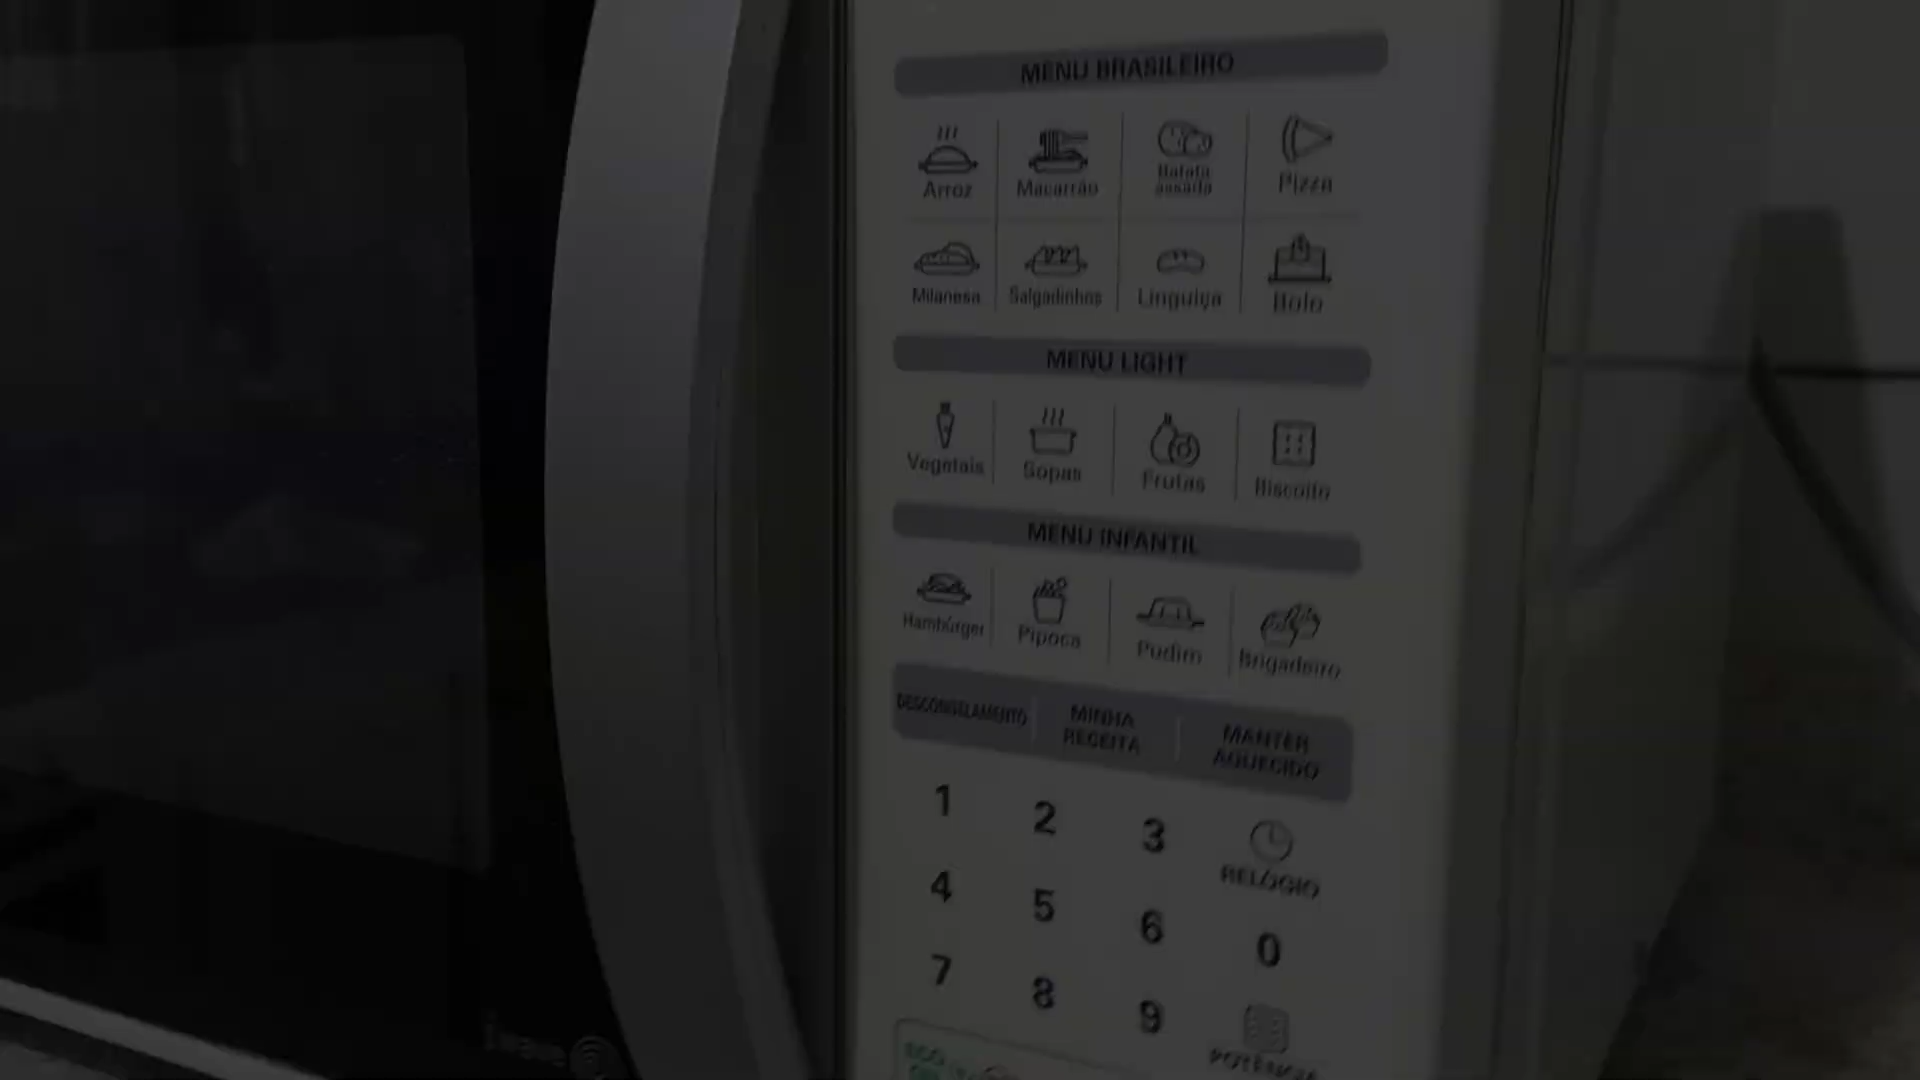 MENU BRASILEIRO
Arroz Macarrão Batata assada Pizza
Milanesa Salgadinhos Linguiça Bolo
MENU LIGHT
Vegetais Sopas Frutas Biscoito
MENU INFANTIL
Hambúrger Pipoca Pudim Brigadeiro
DESCONGELAMENTO MINHA RECEITA MANTER AQUECIDO
1 2 3 RELÓGIO
4 5 6 0
7 8 9 POTÊNCIA
ECO